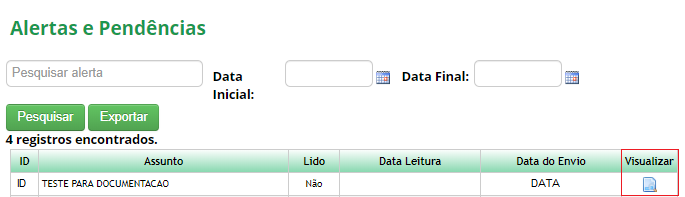 Alertas e Pendências
Pesquisar alerta
Data Inicial:
Data Final:
Pesquisar Exportar
4 registros encontrados.
ID Assunto Lido Data Leitura Data do Envio Visualizar
ID TESTE PARA DOCUMENTACAO Não DATA